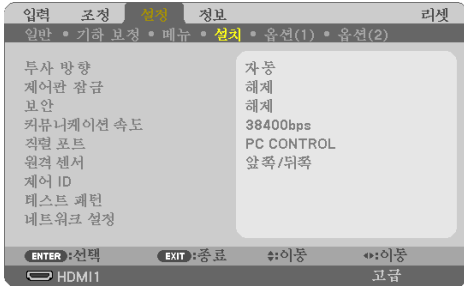 입력 조정 설정 정보 리셋
일반 • 기하 보정 • 메뉴 • 설치 • 옵션(1) • 옵션(2)
투사 방향 자동
제어판 잠금 해제
보안 해제
커뮤니케이션 속도 38400bps
직렬 포트 PC CONTROL
원격 센서 앞쪽/뒤쪽
제어 ID
테스트 패턴
네트워크 설정
ENTER:선택 EXIT:종료 :이동 :이동
HDMI1 고급